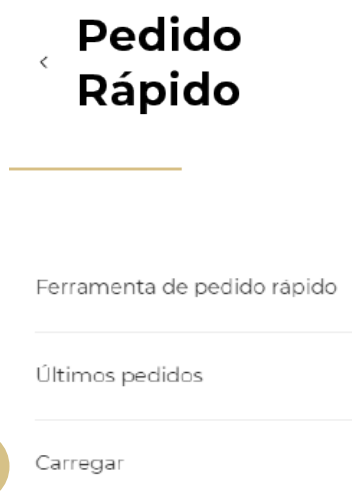 Pedido
Rápido
Ferramenta de pedido rápido
Últimos pedidos
Carregar